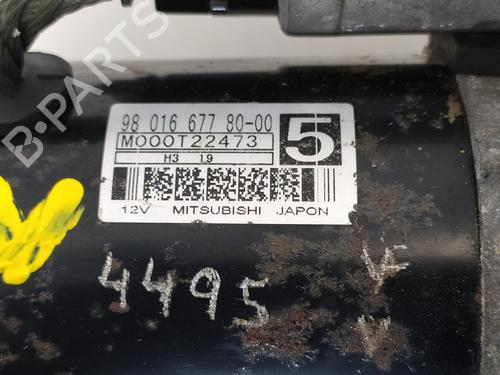 98 016 677 80-00
M000T22473
5
H3 1.9
12V MITSUBISHI JAPON
4495
B-PARTS